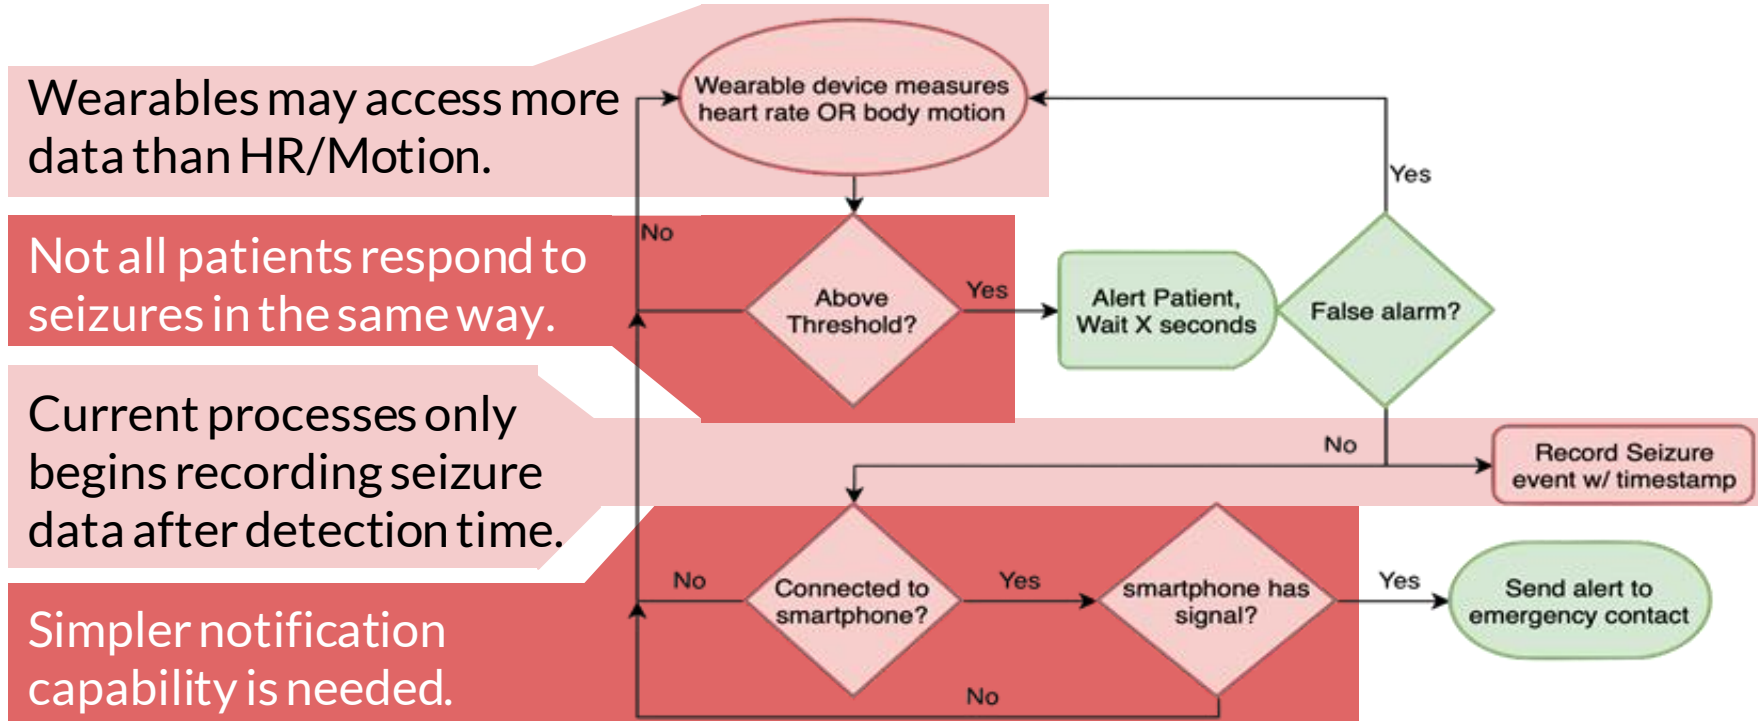 Wearables may access more
data than HR/Motion.
Not all patients respond to
seizures in the same way.
Current processes only
begins recording seizure
data after detection time.
Simpler notification
capability is needed.
Wearable device measures
heart rate OR body motion
Yes
No
Above
Threshold?
Yes
Alert Patient,
Wait X seconds
False alarm?
No
Record Seizure
event w/ timestamp
No
Connected to
smartphone?
Yes
smartphone has
signal?
Yes
Send alert to
emergency contact
No